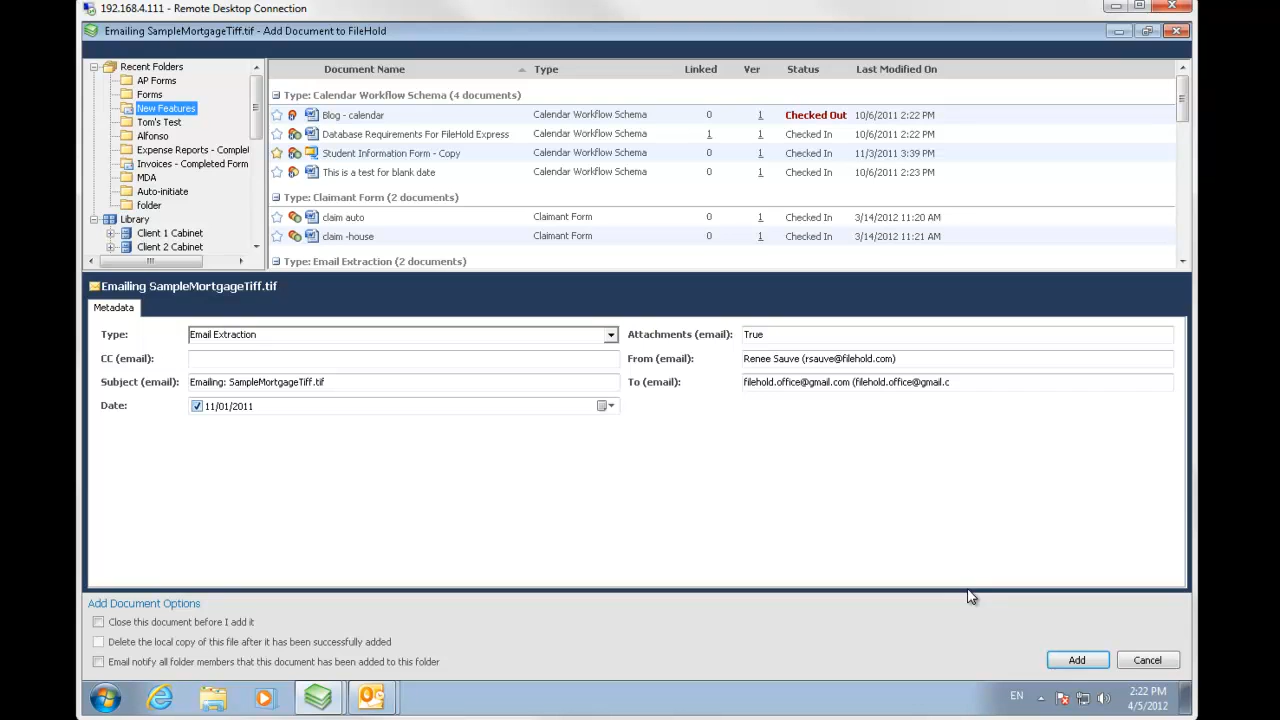 192.168.4.111 - Remote Desktop Connection
Emailing SampleMortgageTiff.tif - Add Document to FileHold
Recent Folders
AP Forms
Forms
New Features
Tom's Test
Alfonso
Expense Reports - Complet
Invoices - Completed Form
MDA
Auto-initiate
folder
Library
Client 1 Cabinet
Client 2 Cabinet
Document Name Type Linked Ver Status Last Modified On
Type: Calendar Workflow Schema (4 documents)
Blog - calendar Calendar Workflow Schema 0 1 Checked Out 10/6/2011 2:22 PM
Database Requirements For FileHold Express Calendar Workflow Schema 1 1 Checked In 10/6/2011 2:22 PM
Student Information Form - Copy Calendar Workflow Schema 0 1 Checked In 11/3/2011 3:39 PM
This is a test for blank date Calendar Workflow Schema 0 1 Checked In 10/6/2011 2:23 PM
Type: Claimant Form (2 documents)
claim auto Claimant Form 0 1 Checked In 3/14/2012 11:20 AM
claim -house Claimant Form 0 1 Checked In 3/14/2012 11:21 AM
Type: Email Extraction (2 documents)
Emailing SampleMortgageTiff.tif
Metadata
Type: Email Extraction Attachments (email): True
CC (email): From (email): Renee Sauve (rsauve@filehold.com)
Subject (email): Emailing: SampleMortgageTiff.tif To (email): filehold.office@gmail.com (filehold.office@gmail.c
Date: 11/01/2011
Add Document Options
Close this document before I add it
Delete the local copy of this file after it has been successfully added
Email notify all folder members that this document has been added to this folder
Add Cancel
EN 2:22 PM
4/5/2012